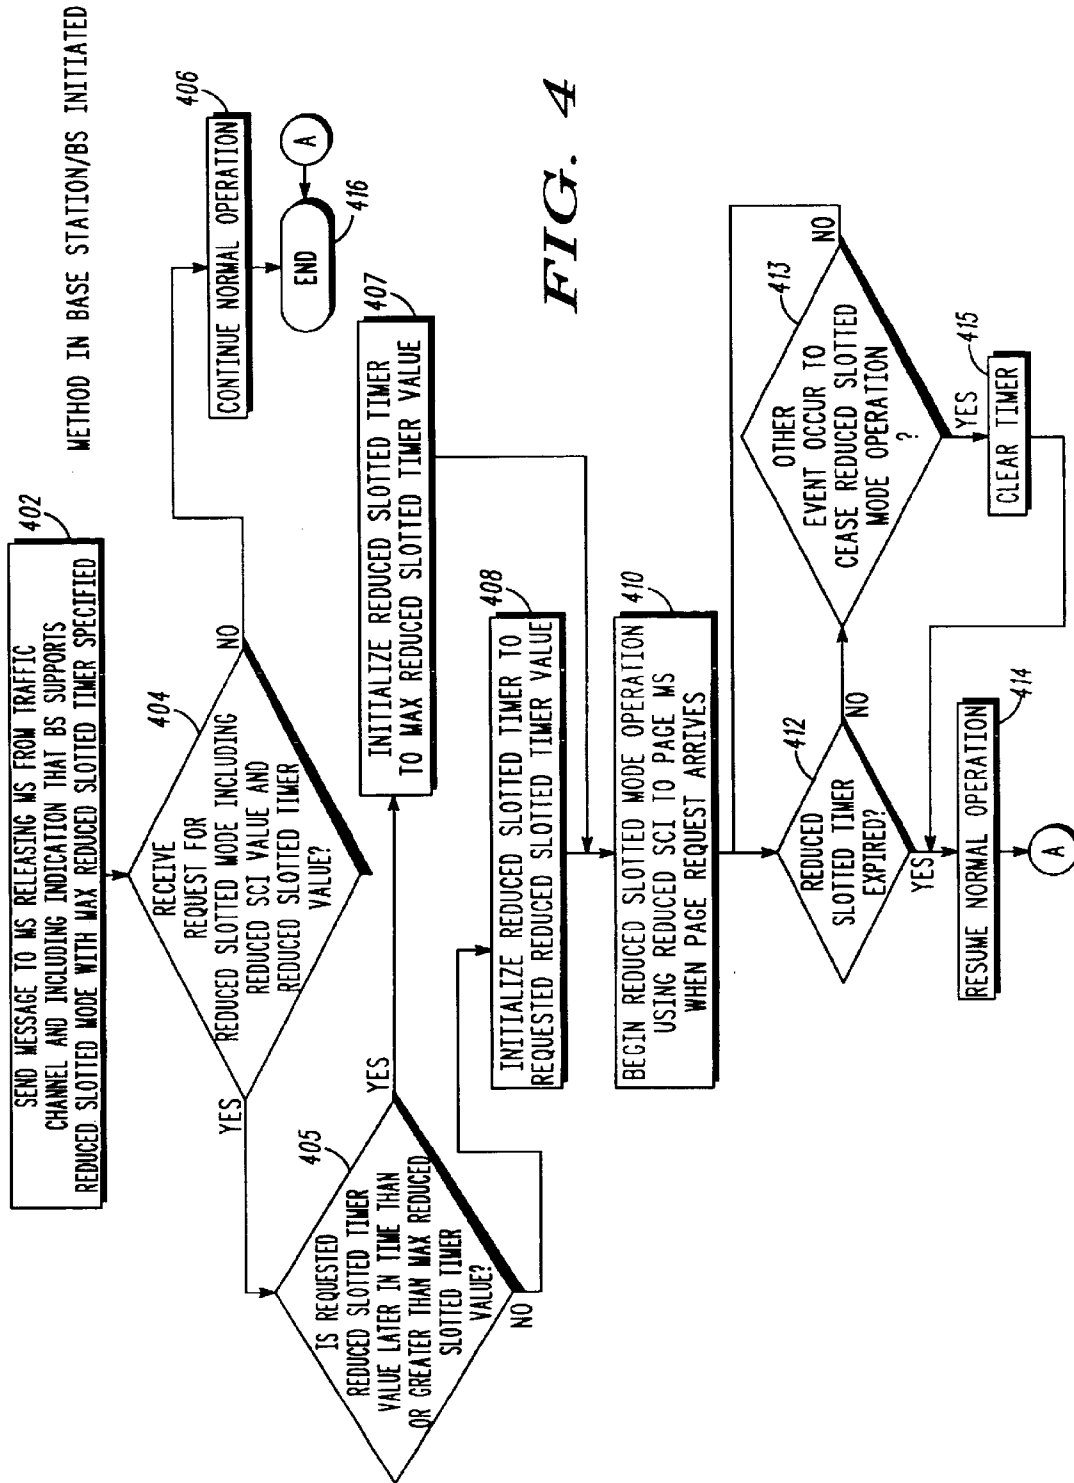 METHOD IN BASE STATION/BS INITIATED
SEND MESSAGE TO MS RELEASING MS FROM TRAFFIC
CHANNEL AND INCLUDING INDICATION THAT BS SUPPORTS
REDUCED SLOTTED MODE WITH MAX REDUCED SLOTTED TIMER SPECIFIED
402
RECEIVE
REQUEST FOR
REDUCED SLOTTED MODE INCLUDING
REDUCED SCI VALUE AND
REDUCED SLOTTED TIMER
VALUE?
404
YES
NO
CONTINUE NORMAL OPERATION
406
END
416
A
IS REQUESTED
REDUCED SLOTTED TIMER
VALUE LATER IN TIME THAN
OR GREATER THAN MAX REDUCED
SLOTTED TIMER
VALUE?
405
YES
NO
INITIALIZE REDUCED SLOTTED TIMER
TO MAX REDUCED SLOTTED TIMER VALUE
407
INITIALIZE REDUCED SLOTTED TIMER TO
REQUESTED REDUCED SLOTTED TIMER VALUE
408
BEGIN REDUCED SLOTTED MODE OPERATION
USING REDUCED SCI TO PAGE MS
WHEN PAGE REQUEST ARRIVES
410
REDUCED
SLOTTED TIMER
EXPIRED?
412
NO
YES
OTHER
EVENT OCCUR TO
CEASE REDUCED SLOTTED
MODE OPERATION
?
413
NO
YES
CLEAR TIMER
415
RESUME NORMAL OPERATION
414
A
FIG. 4